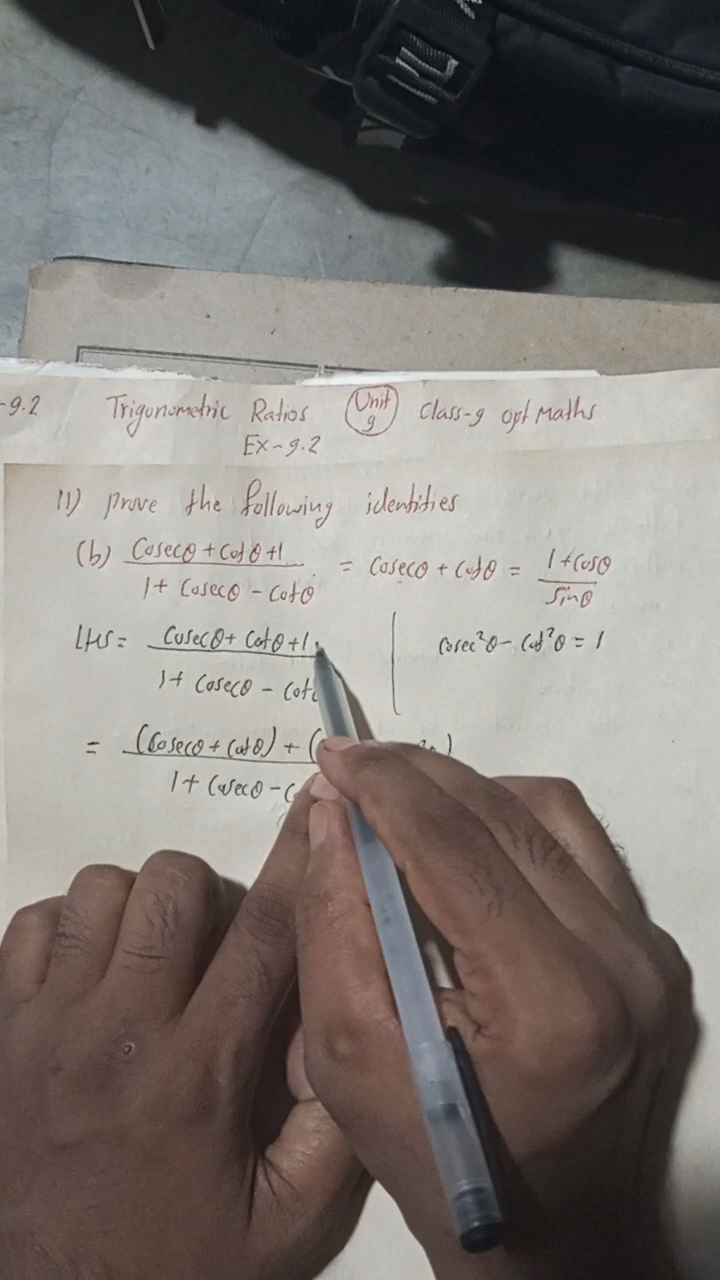 -9.2 Trigonometric Ratios Unit 9 Class-9 opt Maths
Ex-9.2
11) prove the following identities
(b) Cosecθ + Cotθ + 1 / 1 + Cosecθ - Cotθ = Cosecθ + Cotθ = 1 + Cosθ / Sinθ
LHS = Cosecθ + Cotθ + 1 / 1 + Cosecθ - Cot
Cosec²θ - Cot²θ = 1
= (Cosecθ + Cotθ) + ( / 1 + Cosecθ -